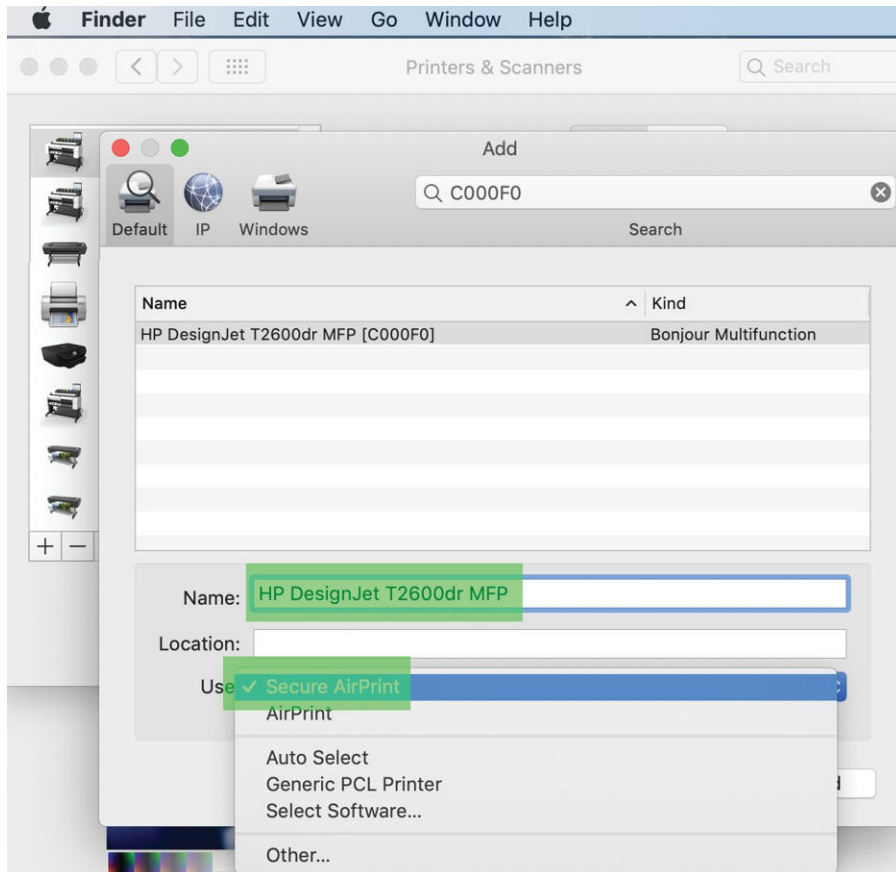 Finder File Edit View Go Window Help
Printers & Scanners
Search
Add
C000F0
Default IP Windows
Search
Name Kind
HP DesignJet T2600dr MFP [C000F0] Bonjour Multifunction
+ −
Name: HP DesignJet T2600dr MFP
Location:
Use ✓ Secure AirPrint
AirPrint
Auto Select
Generic PCL Printer
Select Software...
Other...